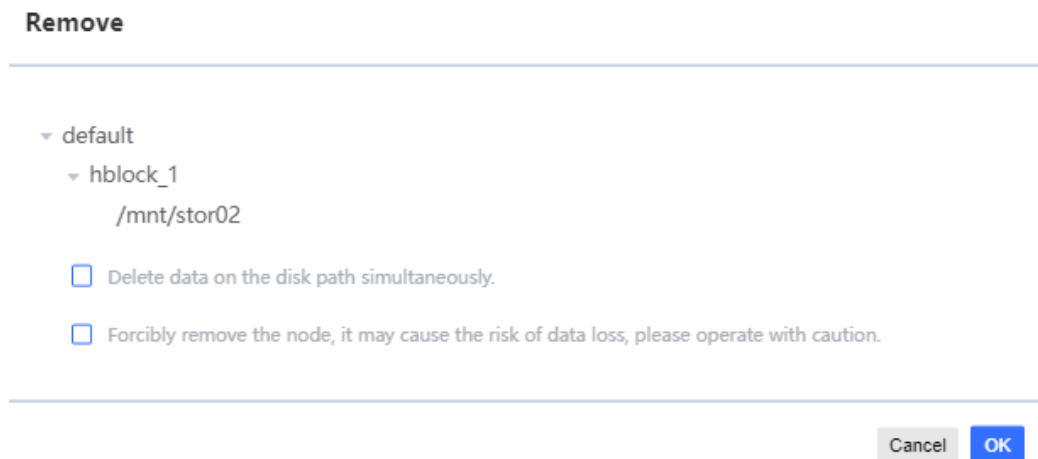 Remove
default
hblock_1
/mnt/stor02
Delete data on the disk path simultaneously.
Forcibly remove the node, it may cause the risk of data loss, please operate with caution.
Cancel OK